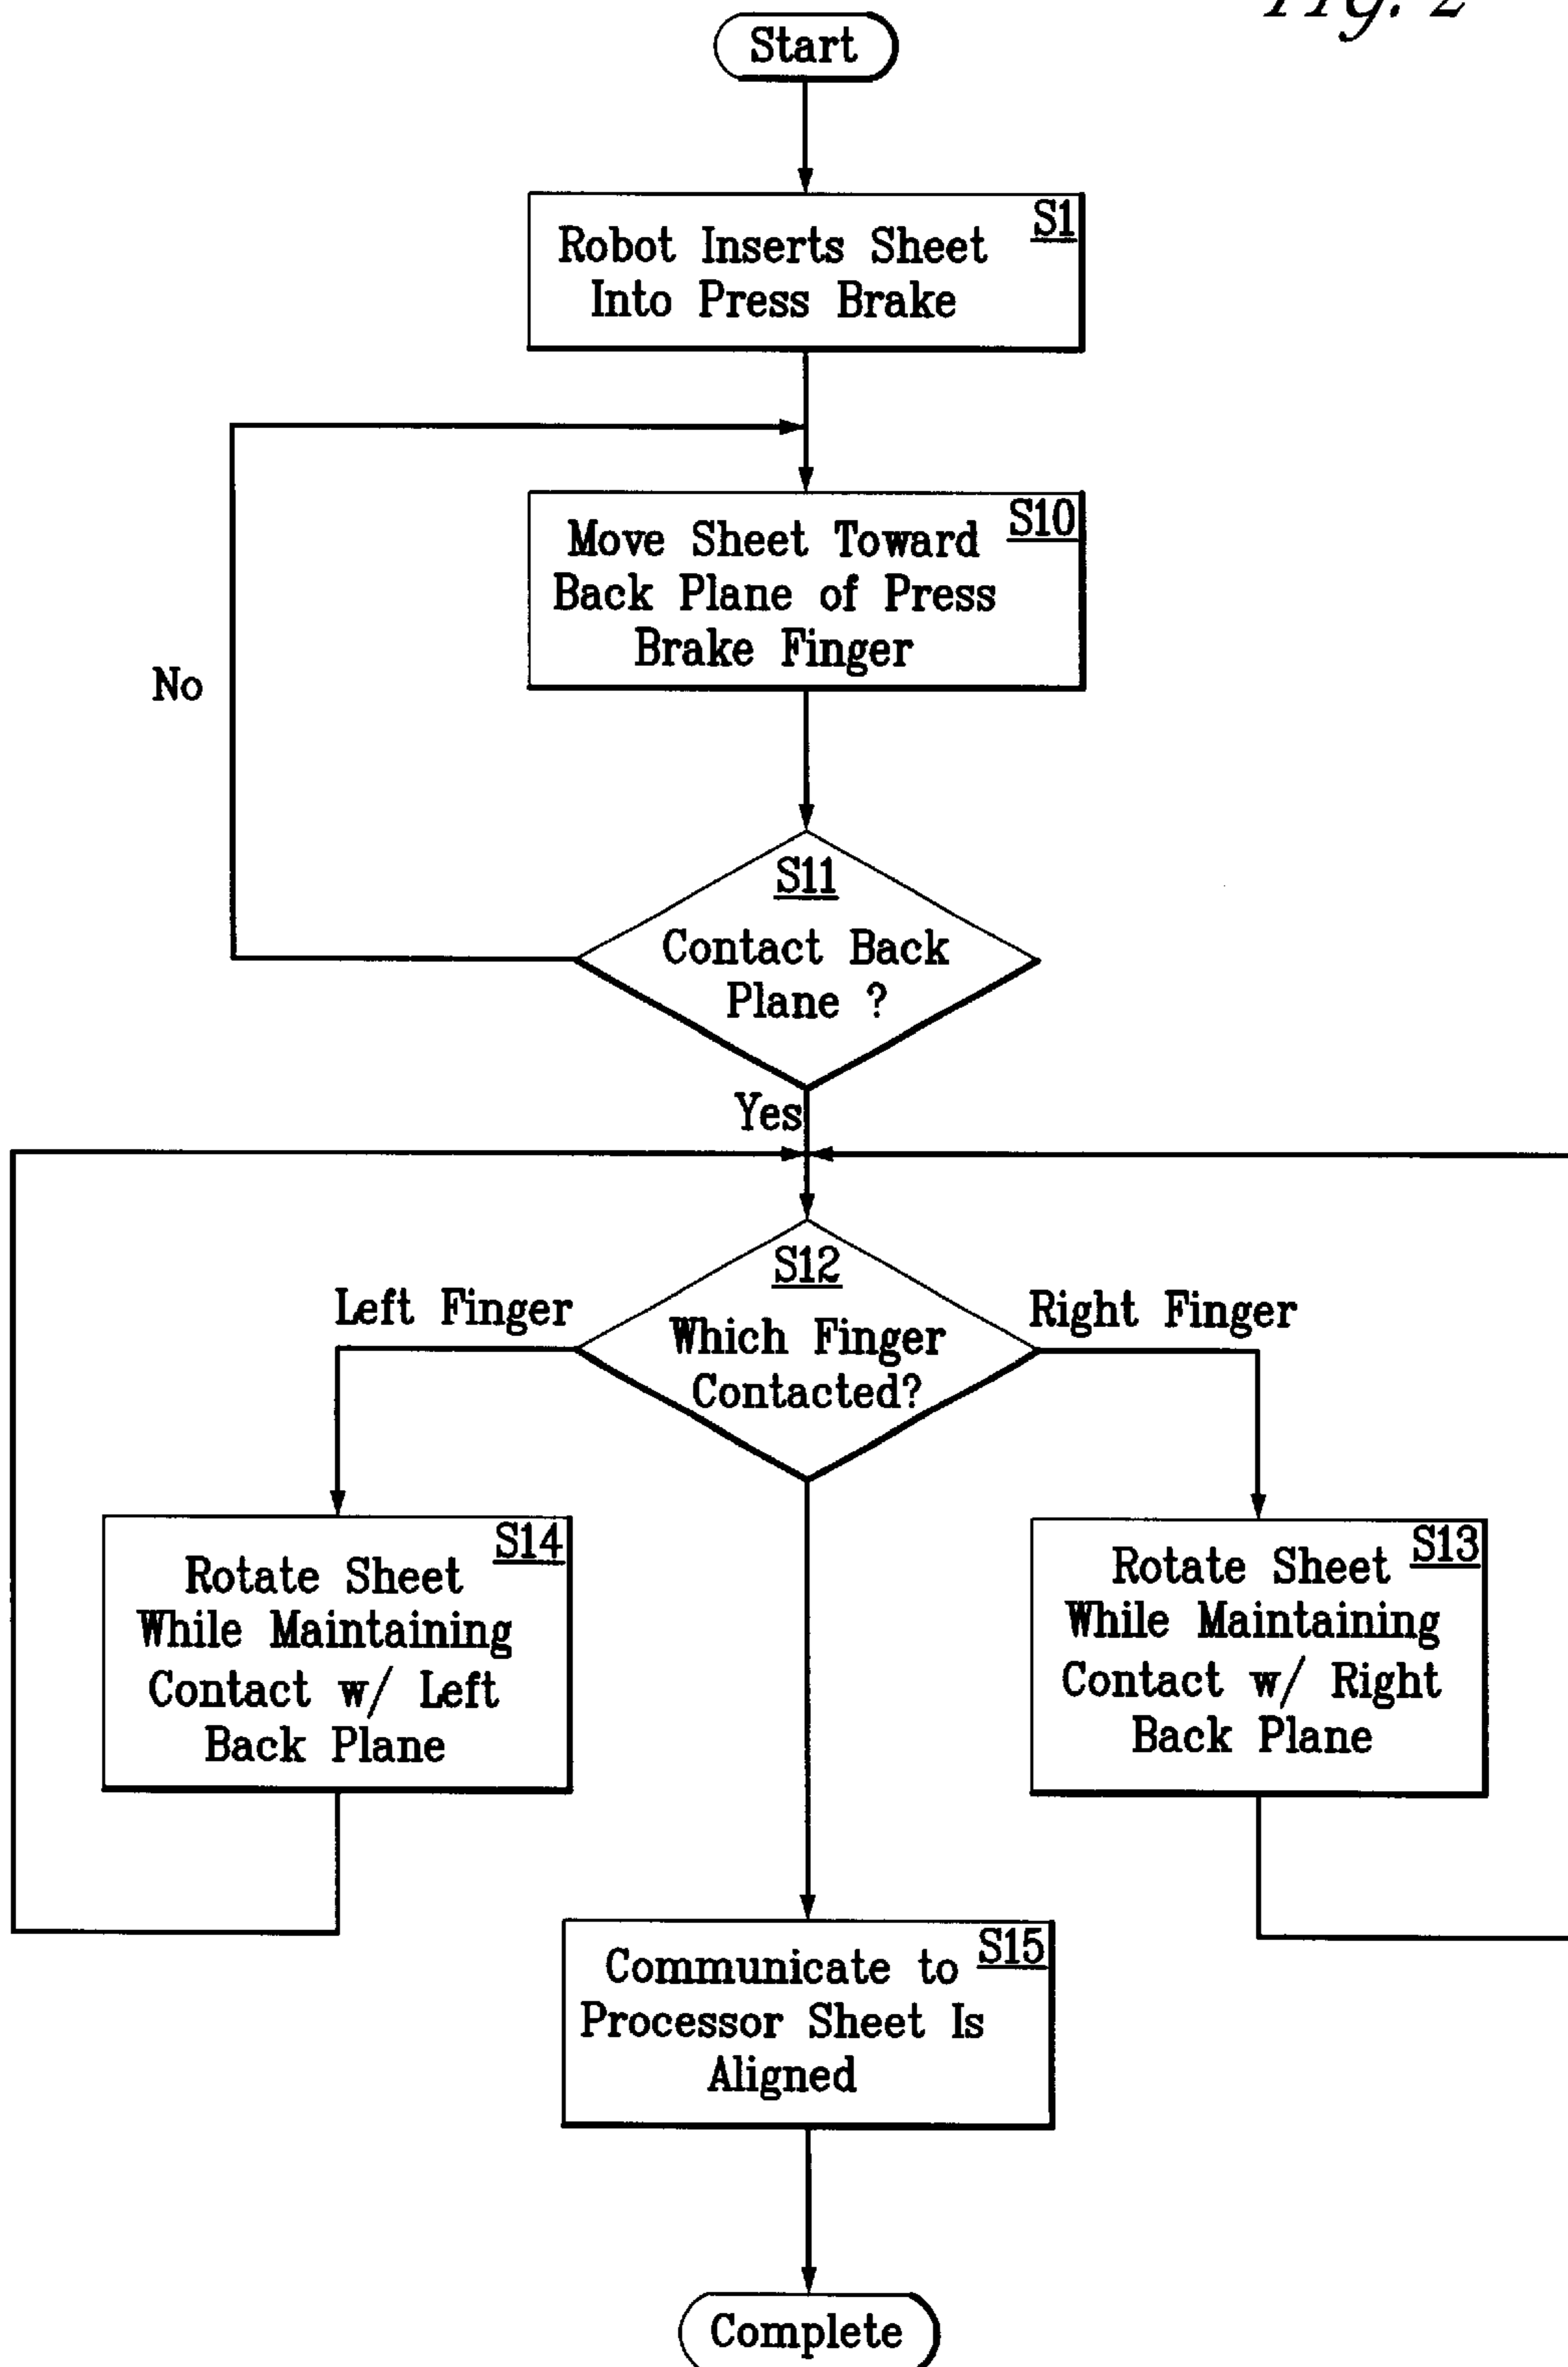 Fig. 2
Start
S1
Robot Inserts Sheet
Into Press Brake
S10
Move Sheet Toward
Back Plane of Press
Brake Finger
No
S11
Contact Back
Plane ?
Yes
S12
Which Finger
Contacted?
Left Finger
Right Finger
S14
Rotate Sheet
While Maintaining
Contact w/ Left
Back Plane
S13
Rotate Sheet
While Maintaining
Contact w/ Right
Back Plane
S15
Communicate to
Processor Sheet Is
Aligned
Complete